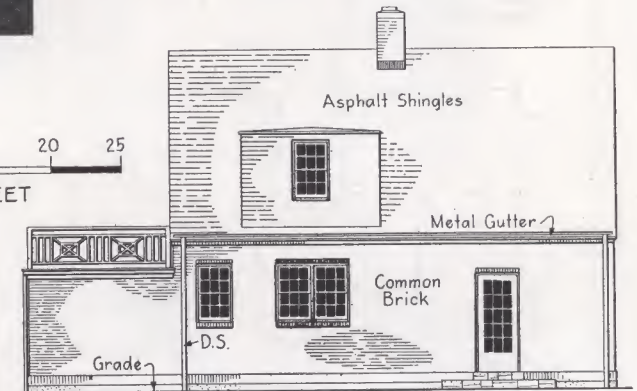 Asphalt Shingles
20 25
EET
Metal Gutter
Common
Brick
D.S.
Grade